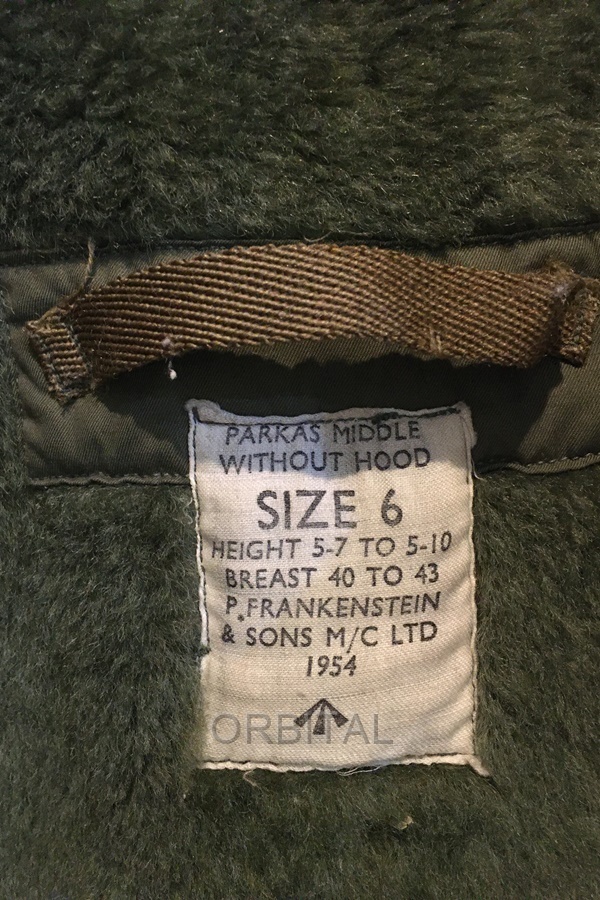 PARKAS MIDDLE
WITHOUT HOOD
SIZE 6
HEIGHT 5-7 TO 5-10
BREAST 40 TO 43
P.FRANKENSTEIN
& SONS M/C LTD
1954
ORBITAL